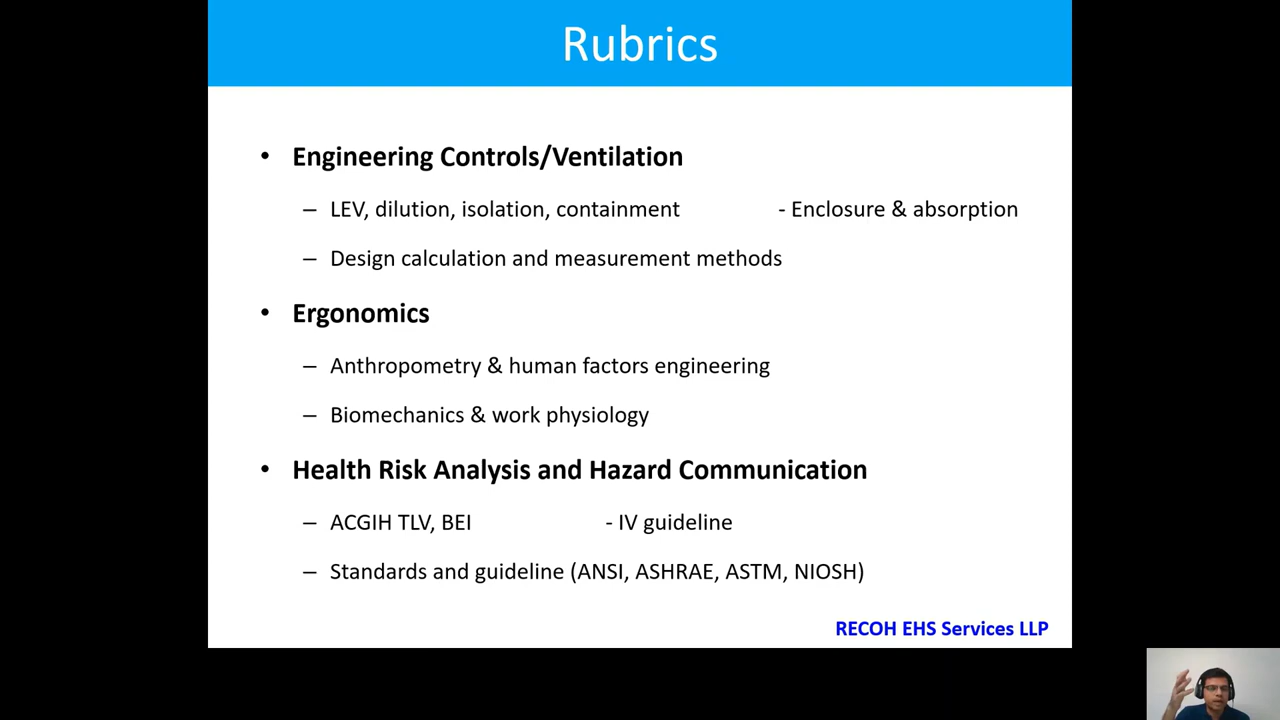 Rubrics
• Engineering Controls/Ventilation
– LEV, dilution, isolation, containment - Enclosure & absorption
– Design calculation and measurement methods
• Ergonomics
– Anthropometry & human factors engineering
– Biomechanics & work physiology
• Health Risk Analysis and Hazard Communication
– ACGIH TLV, BEI - IV guideline
– Standards and guideline (ANSI, ASHRAE, ASTM, NIOSH)
RECOH EHS Services LLP